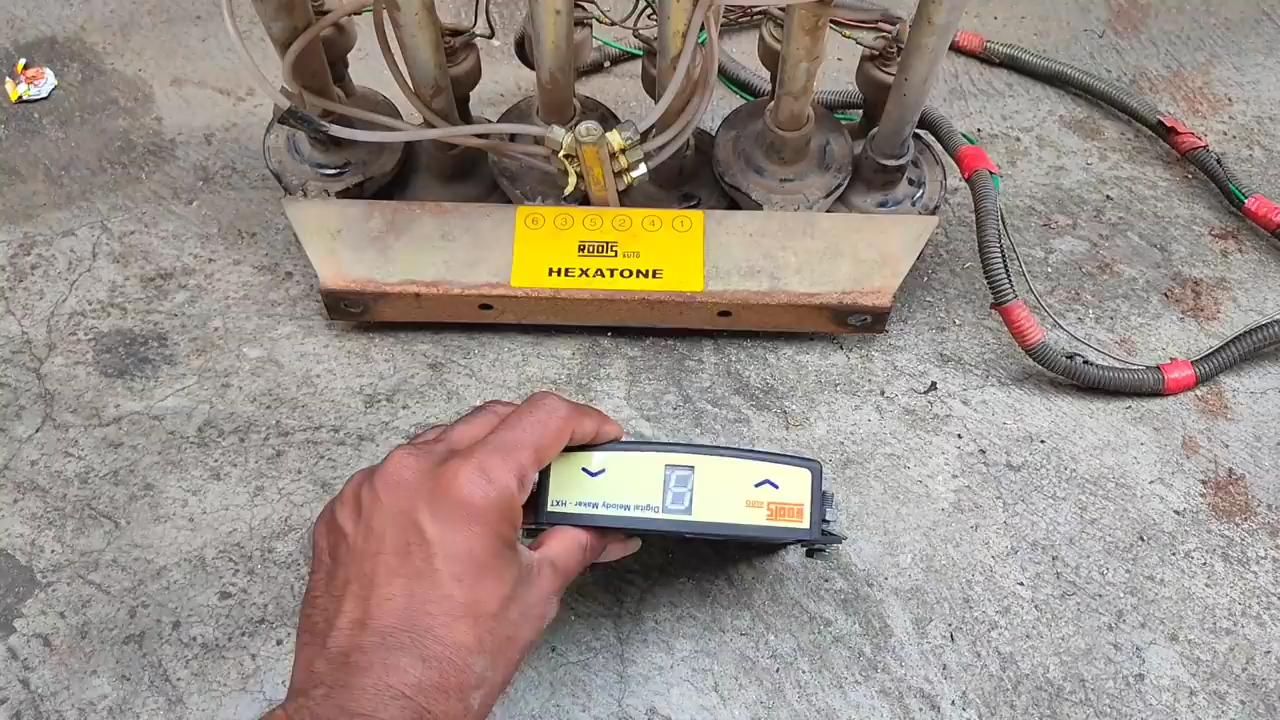 6 3 5 2 4 1
ROOTS AUTO
HEXATONE
ROOTS AUTO
Digital Melody Maker - HXT